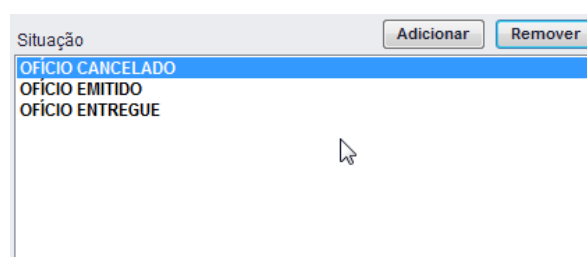 Situação Adicionar Remover
OFÍCIO CANCELADO
OFÍCIO EMITIDO
OFÍCIO ENTREGUE